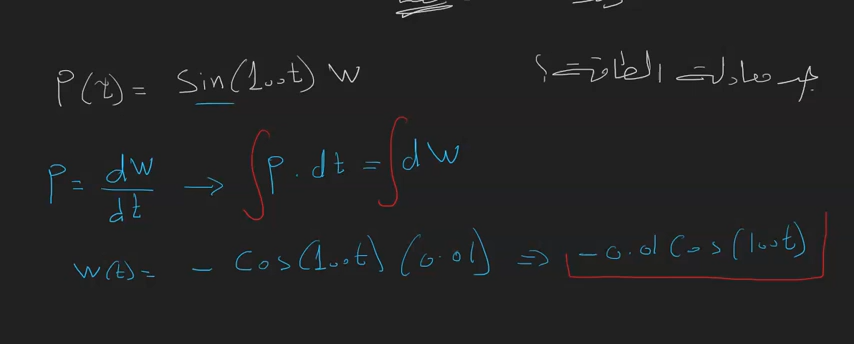 P(t) = Sin(100t) W جد معادلة الطاقة؟
P = dW/dt → ∫P . dt = ∫dW
W(t) = - Cos(100t) (0.01) ⇒ -0.01 Cos(100t)